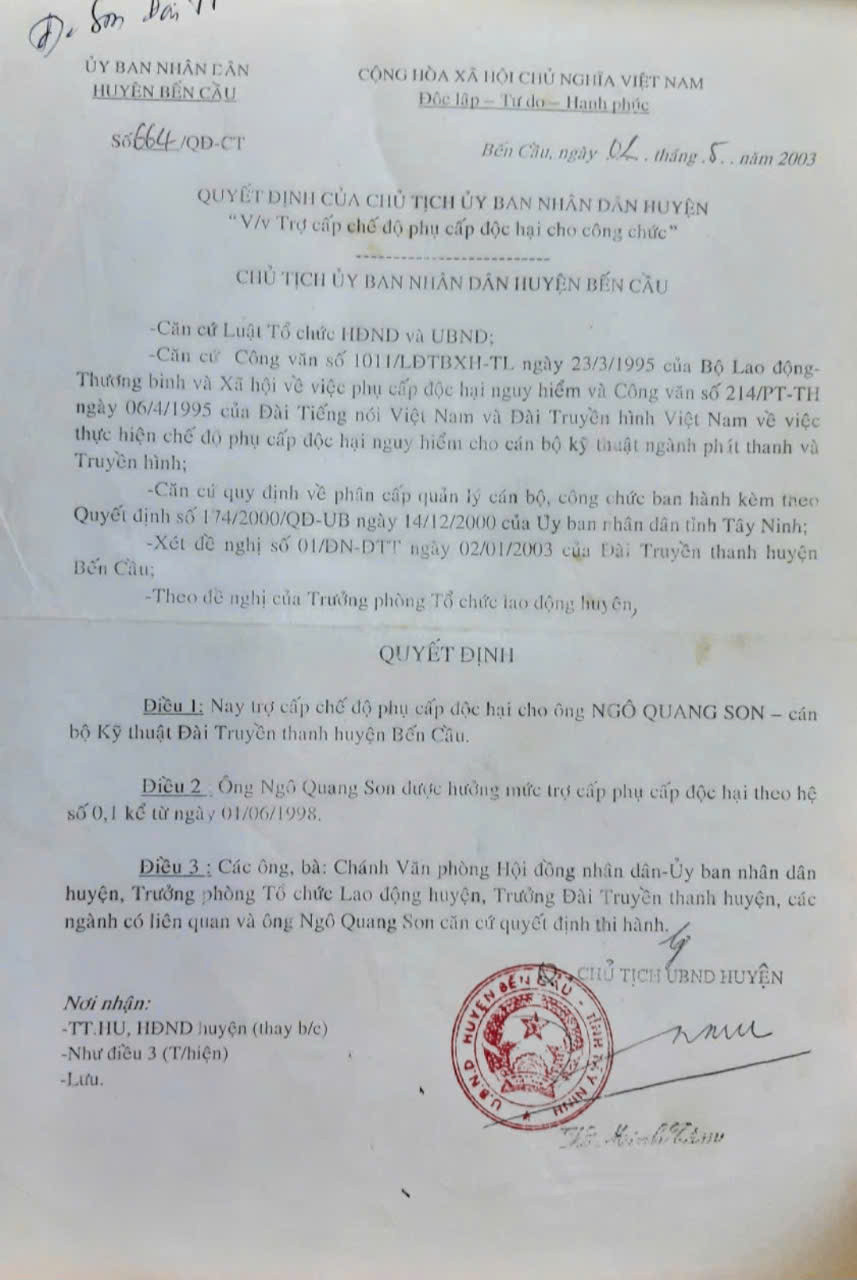 Son Đài TT
ỦY BAN NHÂN DÂN
HUYỆN BẾN CẦU
CỘNG HÒA XÃ HỘI CHỦ NGHĨA VIỆT NAM
Độc lập – Tự do – Hạnh phúc
Số 664/QĐ-CT
Bến Cầu, ngày 02. tháng .5. . năm 2003
QUYẾT ĐỊNH CỦA CHỦ TỊCH ỦY BAN NHÂN DÂN HUYỆN
“V/v Trợ cấp chế độ phụ cấp độc hại cho công chức”
CHỦ TỊCH ỦY BAN NHÂN DÂN HUYỆN BẾN CẦU
-Căn cứ Luật Tổ chức HĐND và UBND;
-Căn cứ Công văn số 1011/LĐTBXH-TL ngày 23/3/1995 của Bộ Lao động-
Thương binh và Xã hội về việc phụ cấp độc hại nguy hiểm và Công văn số 214/PT-TH
ngày 06/4/1995 của Đài Tiếng nói Việt Nam và Đài Truyền hình Việt Nam về việc
thực hiện chế độ phụ cấp độc hại nguy hiểm cho cán bộ kỹ thuật ngành phát thanh và
Truyền hình;
-Căn cứ quy định về phân cấp quản lý cán bộ, công chức ban hành kèm theo
Quyết định số 174/2000/QĐ-UB ngày 14/12/2000 của Ủy ban nhân dân tỉnh Tây Ninh;
-Xét đề nghị số 01/ĐN-DTT ngày 02/01/2003 của Đài Truyền thanh huyện
Bến Cầu;
-Theo đề nghị của Trưởng phòng Tổ chức lao động huyện,
QUYẾT ĐỊNH
Điều 1: Nay trợ cấp chế độ phụ cấp độc hại cho ông NGÔ QUANG SON – cán
bộ Kỹ thuật Đài Truyền thanh huyện Bến Cầu.
Điều 2 : Ông Ngô Quang Son được hưởng mức trợ cấp phụ cấp độc hại theo hệ
số 0,1 kể từ ngày 01/06/1998.
Điều 3 : Các ông, bà: Chánh Văn phòng Hội đồng nhân dân-Ủy ban nhân dân
huyện, Trưởng phòng Tổ chức Lao động huyện, Trưởng Đài Truyền thanh huyện, các
ngành có liên quan và ông Ngô Quang Son căn cứ quyết định thi hành.
CHỦ TỊCH UBND HUYỆN
Nơi nhận:
-TT.HU, HĐND huyện (thay b/c)
-Như điều 3 (T/hiện)
-Lưu.
U.B.N.D HUYỆN BẾN CẦU - TỈNH TÂY NINH